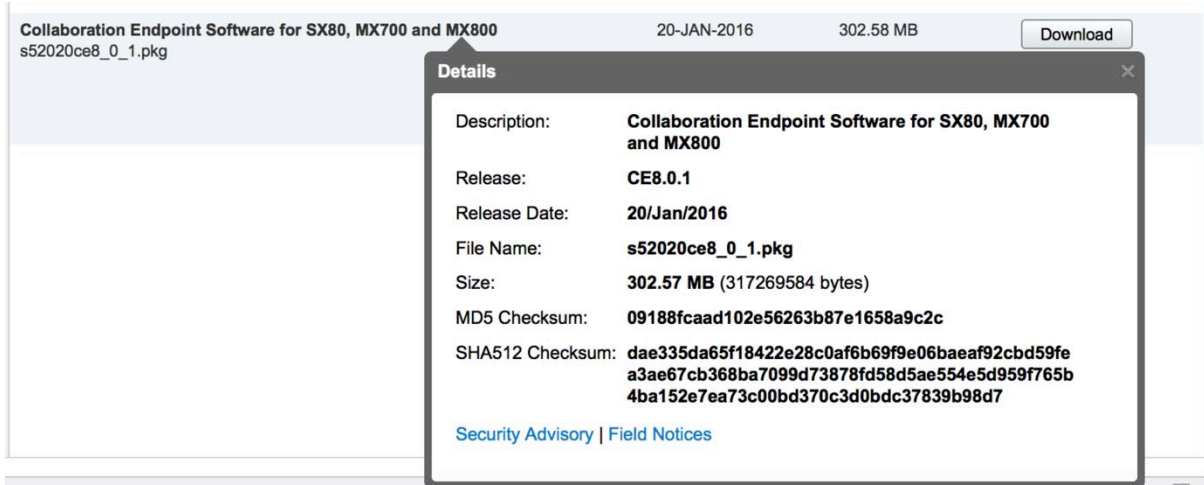 Collaboration Endpoint Software for SX80, MX700 and MX800 20-JAN-2016 302.58 MB Download
s52020ce8_0_1.pkg
Details
Description: Collaboration Endpoint Software for SX80, MX700
and MX800
Release: CE8.0.1
Release Date: 20/Jan/2016
File Name: s52020ce8_0_1.pkg
Size: 302.57 MB (317269584 bytes)
MD5 Checksum: 09188fcaad102e56263b87e1658a9c2c
SHA512 Checksum: dae335da65f18422e28c0af6b69f9e06baeaf92cbd59fe
a3ae67cb368ba7099d73878fd58d5ae554e5d959f765b
4ba152e7ea73c00bd370c3d0bdc37839b98d7
Security Advisory | Field Notices